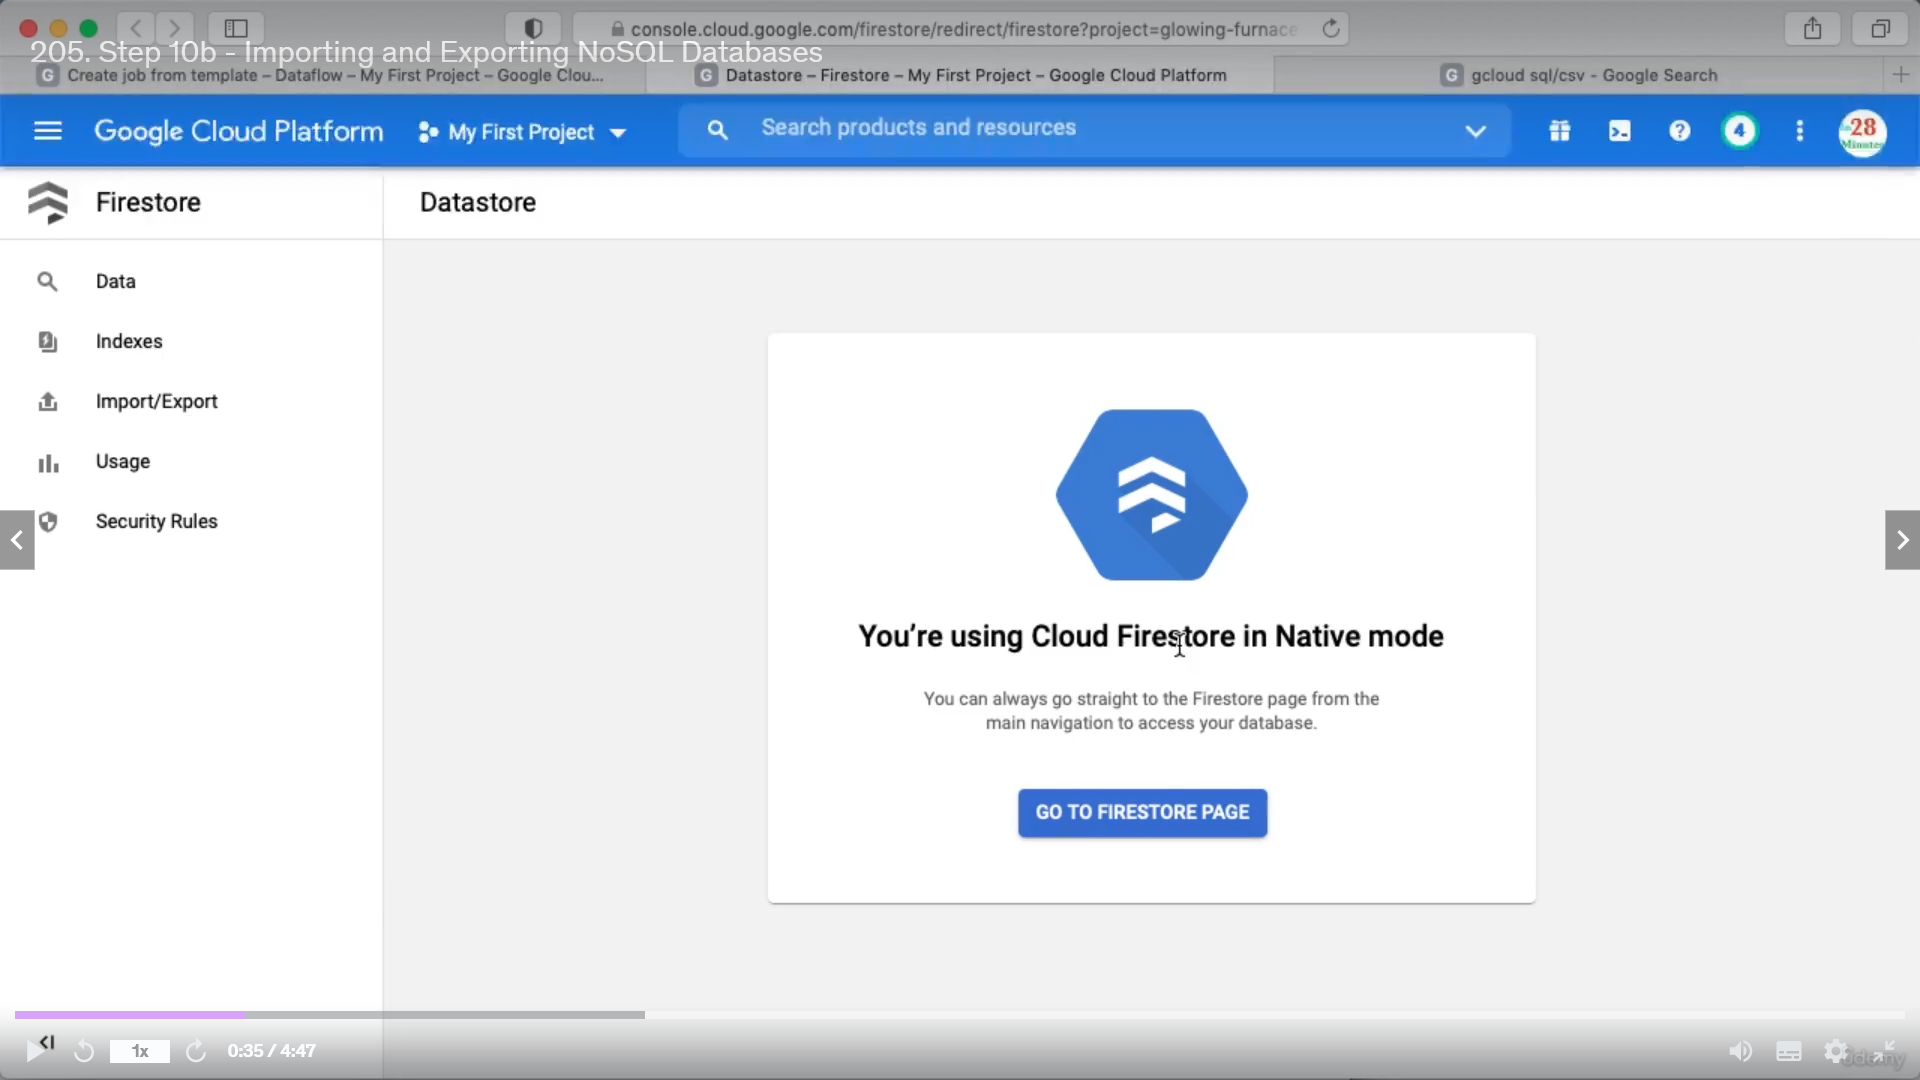 console.cloud.google.com/firestore/redirect/firestore?project=glowing-furnace
205. Step 10b - Importing and Exporting NoSQL Databases
G Create job from template – Dataflow – My First Project – Google Clou...
G Datastore – Firestore – My First Project – Google Cloud Platform
G gcloud sql/csv - Google Search
Google Cloud Platform
My First Project
Search products and resources
4
28
Minutes
Firestore
Datastore
Data
Indexes
Import/Export
Usage
Security Rules
You’re using Cloud Firestore in Native mode
You can always go straight to the Firestore page from the
main navigation to access your database.
GO TO FIRESTORE PAGE
1x
0:35 / 4:47
udemy